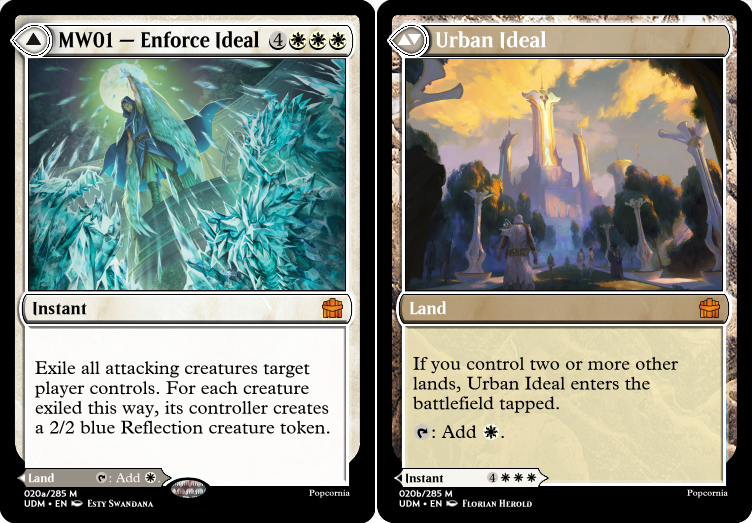 MW01 — Enforce Ideal 4
Instant
Exile all attacking creatures target
player controls. For each creature
exiled this way, its controller creates
a 2/2 blue Reflection creature token.
Land : Add .
020a/285 M
UDM • EN Esty Swandana
Popcornia
Urban Ideal
Land
If you control two or more other
lands, Urban Ideal enters the
battlefield tapped.
: Add .
Instant 4
020b/285 M
UDM • EN Florian Herold
Popcornia